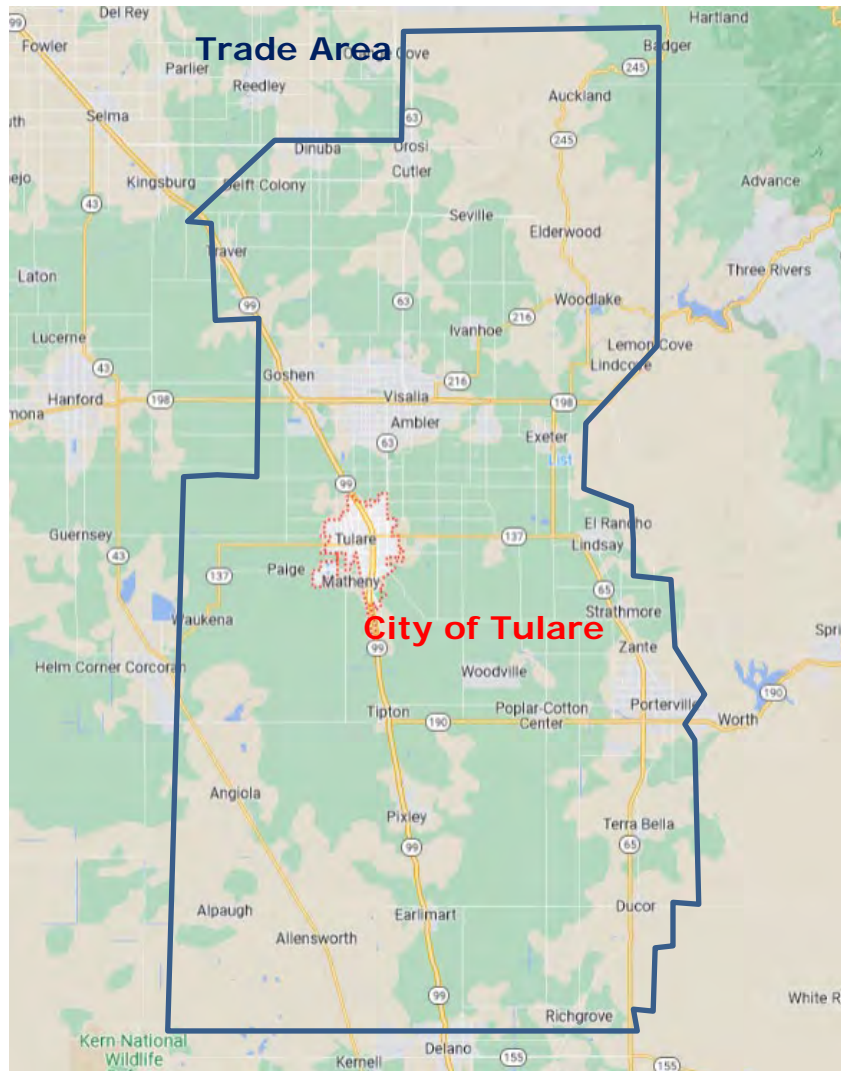 Del Rey
Hartland
99
Trade Area
Fowler
Cove
Badger
Parlier
245
Reedley
Auckland
Selma
63
245
Dinuba
Orosi
Cutler
Kingsburg
Delft Colony
Advance
43
Seville
Elderwood
Traver
Three Rivers
Laton
99
63
Woodlake
216
Ivanhoe
Lucerne
Lemon Cove
43
Lindcove
Goshen
216
Hanford
198
Visalia
198
mona
Ambler
63
Exeter
List
99
El Rancho
Guernsey
Tulare
137
Lindsay
43
Paige
137
Matheny
65
Strathmore
Waukena
City of Tulare
Spri
99
Zante
Helm Corner
Corcoran
Woodville
190
Tipton
190
Poplar-Cotton
Center
Porterville
Worth
Angiola
Pixley
Terra Bella
99
65
Alpaugh
Earlimart
Ducor
Allensworth
99
White R
Richgrove
Kern National
Wildlife
Delano
Kernell
155
155